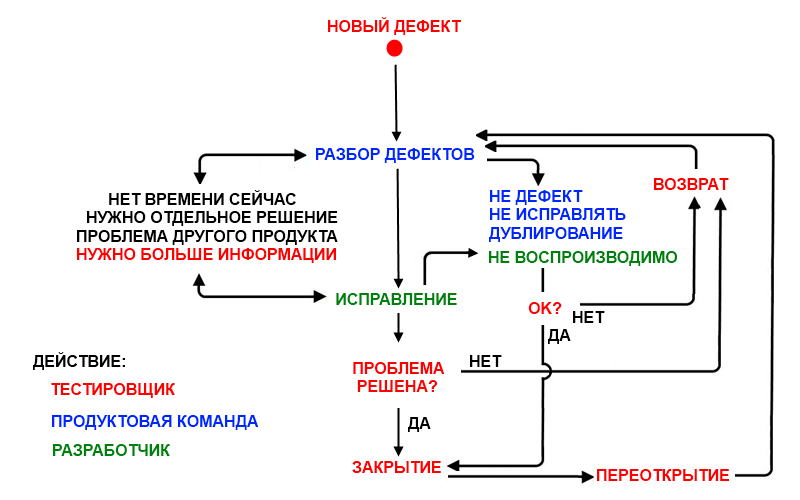 НОВЫЙ ДЕФЕКТ
РАЗБОР ДЕФЕКТОВ
ВОЗВРАТ
НЕТ ВРЕМЕНИ СЕЙЧАС
НУЖНО ОТДЕЛЬНОЕ РЕШЕНИЕ
ПРОБЛЕМА ДРУГОГО ПРОДУКТА
НУЖНО БОЛЬШЕ ИНФОРМАЦИИ
НЕ ДЕФЕКТ
НЕ ИСПРАВЛЯТЬ
ДУБЛИРОВАНИЕ
НЕ ВОСПРОИЗВОДИМО
ИСПРАВЛЕНИЕ
OK?
НЕТ
ДА
ПРОБЛЕМА
РЕШЕНА?
НЕТ
ДА
ДЕЙСТВИЕ:
ТЕСТИРОВЩИК
ПРОДУКТОВАЯ КОМАНДА
РАЗРАБОТЧИК
ЗАКРЫТИЕ
ПЕРЕОТКРЫТИЕ